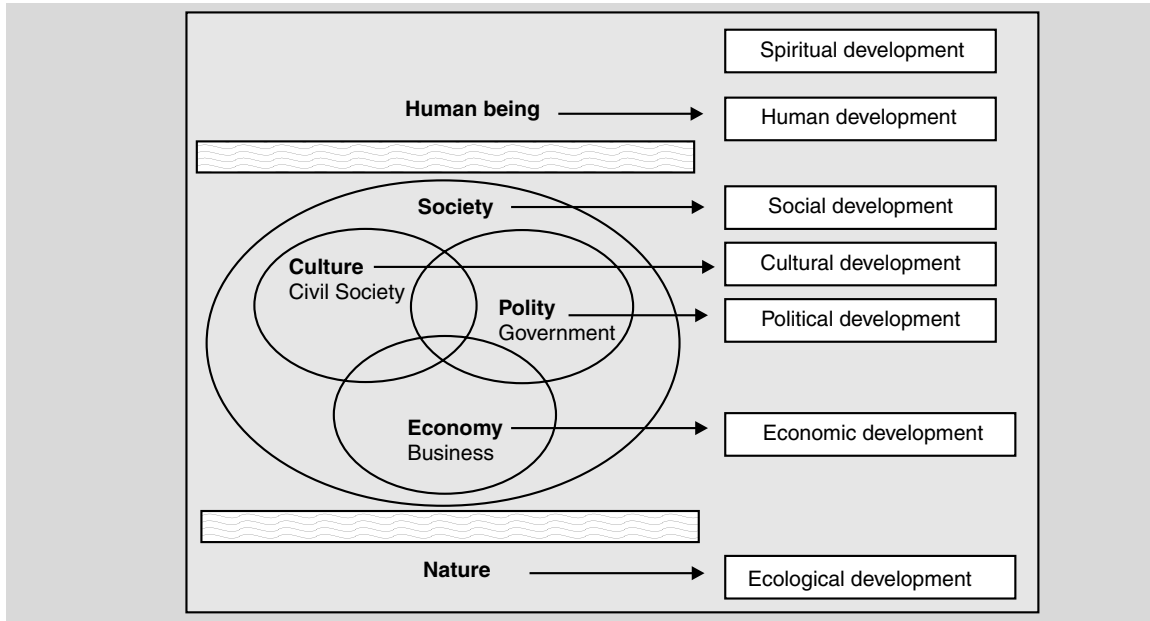 Spiritual development
Human being
Human development
Society
Social development
Culture
Civil Society
Cultural development
Polity
Government
Political development
Economy
Business
Economic development
Nature
Ecological development